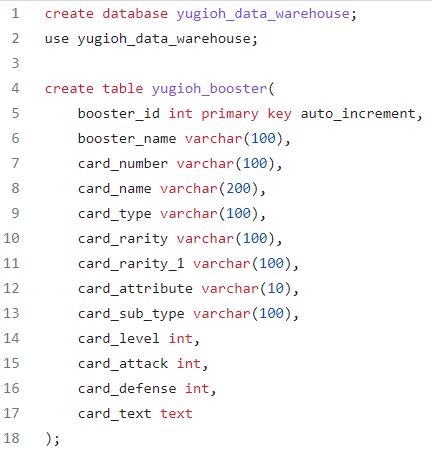 1 create database yugioh_data_warehouse;
2 use yugioh_data_warehouse;
3
4 create table yugioh_booster(
5 booster_id int primary key auto_increment,
6 booster_name varchar(100),
7 card_number varchar(100),
8 card_name varchar(200),
9 card_type varchar(100),
10 card_rarity varchar(100),
11 card_rarity_1 varchar(100),
12 card_attribute varchar(10),
13 card_sub_type varchar(100),
14 card_level int,
15 card_attack int,
16 card_defense int,
17 card_text text
18 );